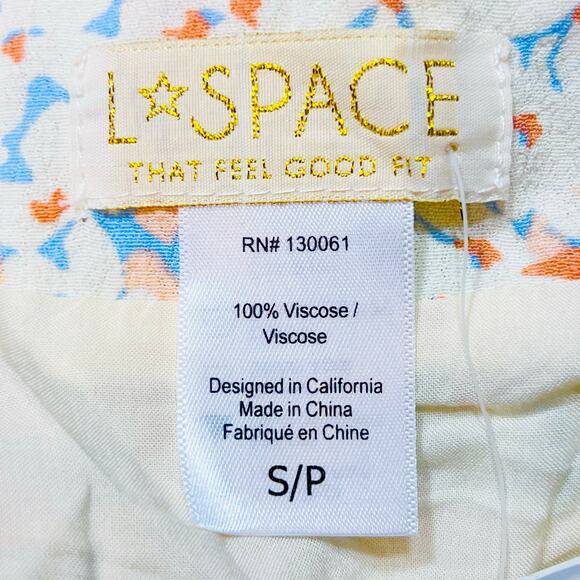 L☆SPACE
THAT FEEL GOOD FIT
RN# 130061
100% Viscose /
Viscose
Designed in California
Made in China
Fabriqué en Chine
S/P